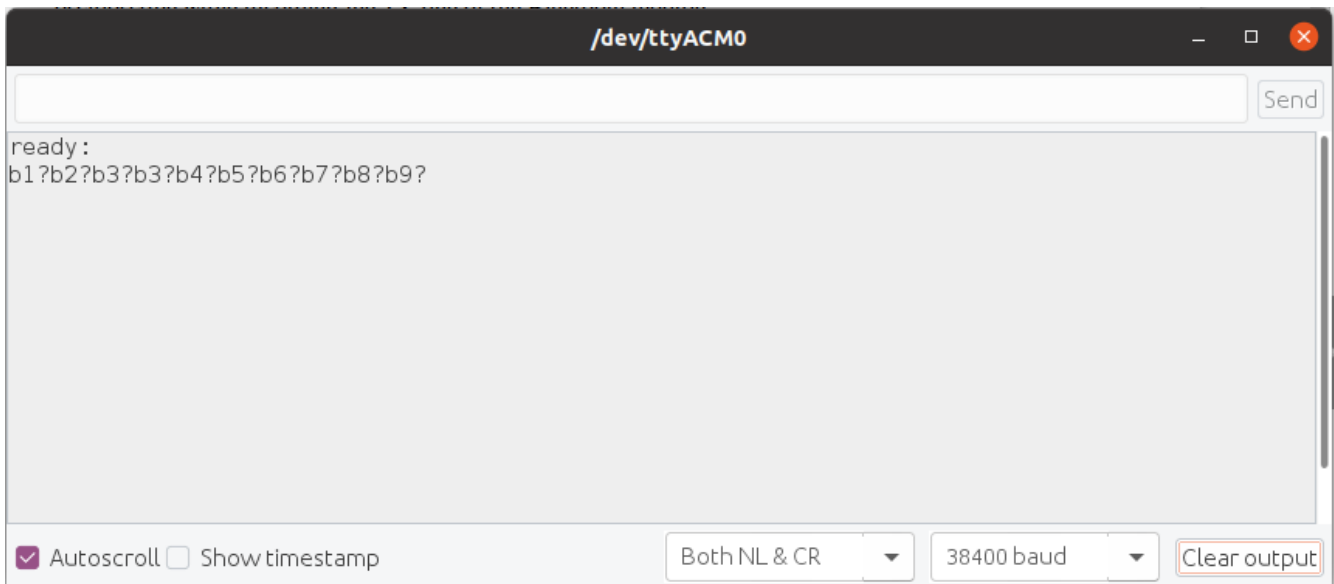 /dev/ttyACM0
Send
ready:
b1?b2?b3?b3?b4?b5?b6?b7?b8?b9?
Autoscroll Show timestamp Both NL & CR 38400 baud Clear output